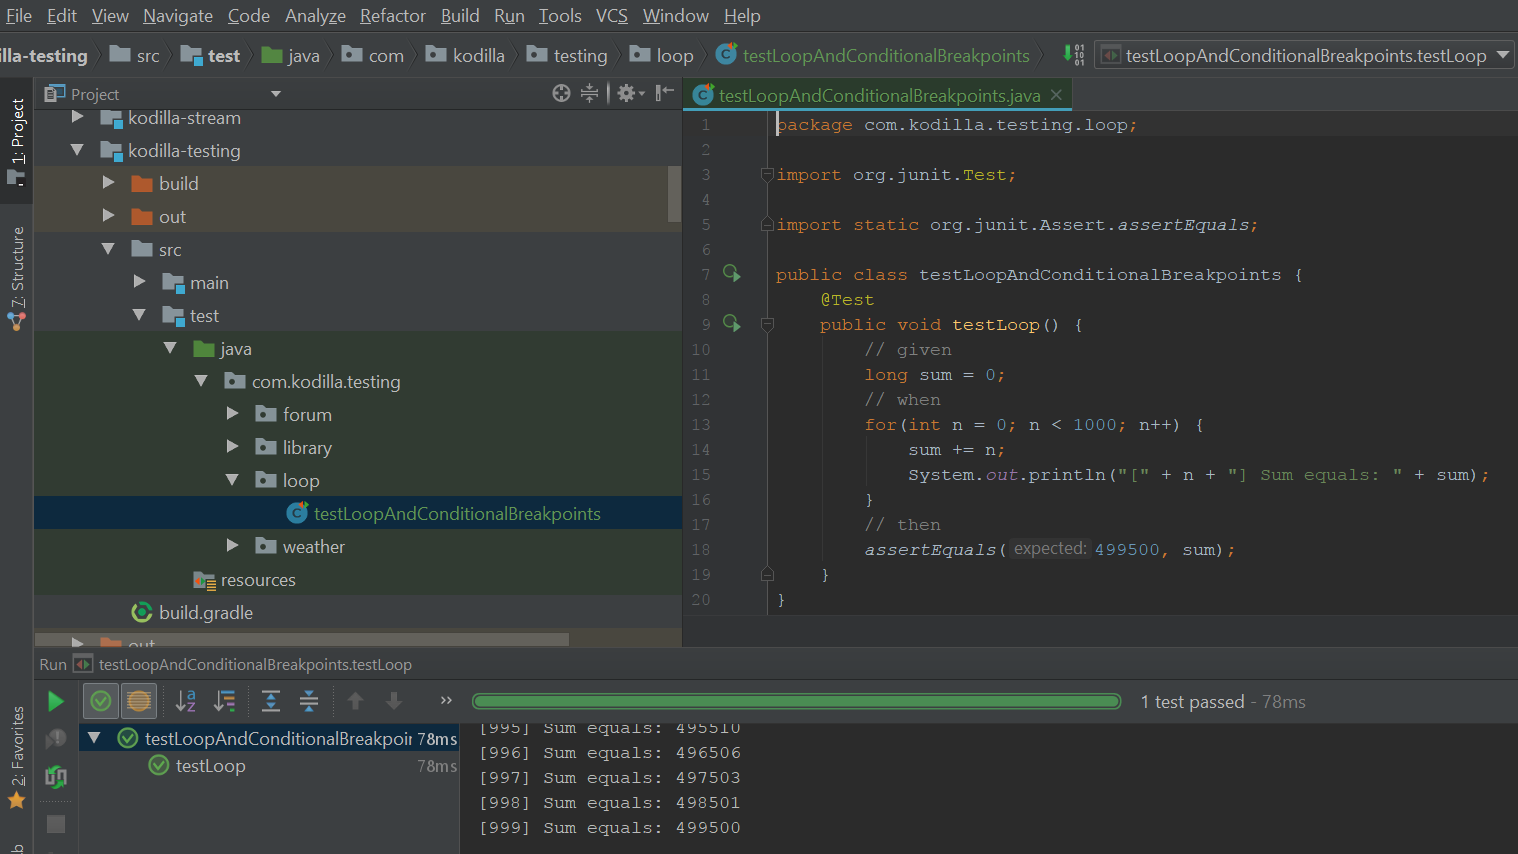 File Edit View Navigate Code Analyze Refactor Build Run Tools VCS Window Help
lla-testing src test java com kodilla testing loop testLoopAndConditionalBreakpoints testLoopAndConditionalBreakpoints.testLoop
1: Project
7: Structure
2: Favorites
Project
kodilla-stream
kodilla-testing
build
out
src
main
test
java
com.kodilla.testing
forum
library
loop
testLoopAndConditionalBreakpoints
weather
resources
build.gradle
out
testLoopAndConditionalBreakpoints.java
1 package com.kodilla.testing.loop;
2
3 import org.junit.Test;
4
5 import static org.junit.Assert.assertEquals;
6
7 public class testLoopAndConditionalBreakpoints {
8 @Test
9 public void testLoop() {
10 // given
11 long sum = 0;
12 // when
13 for(int n = 0; n < 1000; n++) {
14 sum += n;
15 System.out.println("[" + n + "] Sum equals: " + sum);
16 }
17 // then
18 assertEquals( expected: 499500, sum);
19 }
20 }
Run testLoopAndConditionalBreakpoints.testLoop
1 test passed - 78ms
testLoopAndConditionalBreakpoin 78ms
testLoop 78ms
[995] Sum equals: 495510
[996] Sum equals: 496506
[997] Sum equals: 497503
[998] Sum equals: 498501
[999] Sum equals: 499500